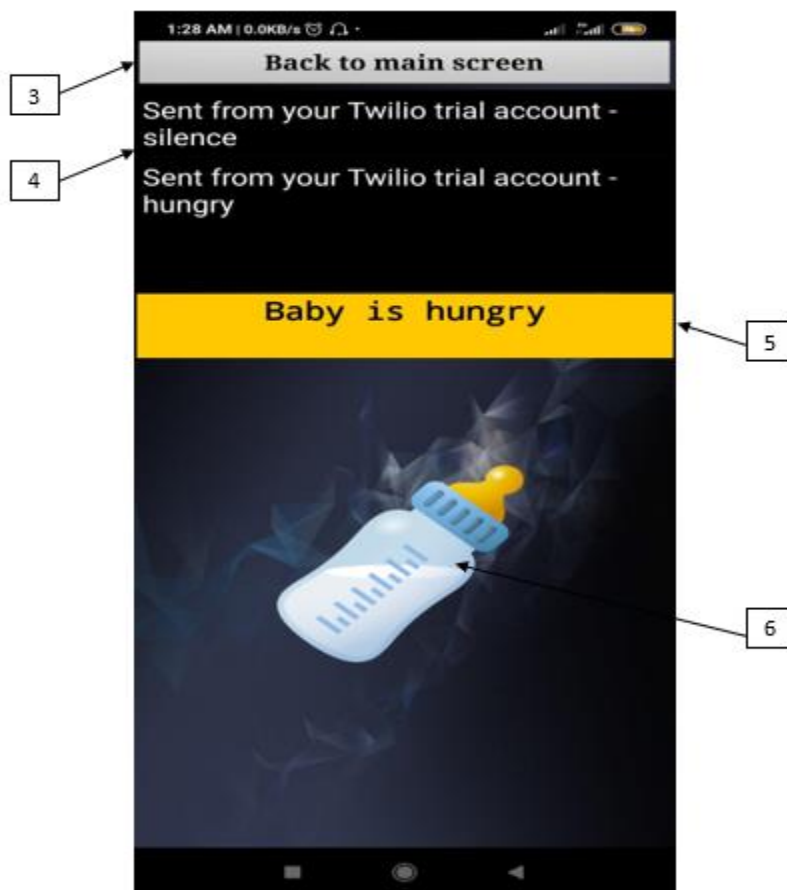 1:28 AM | 0.0KB/s
Back to main screen
3
Sent from your Twilio trial account -
silence
4
Sent from your Twilio trial account -
hungry
Baby is hungry
5
6